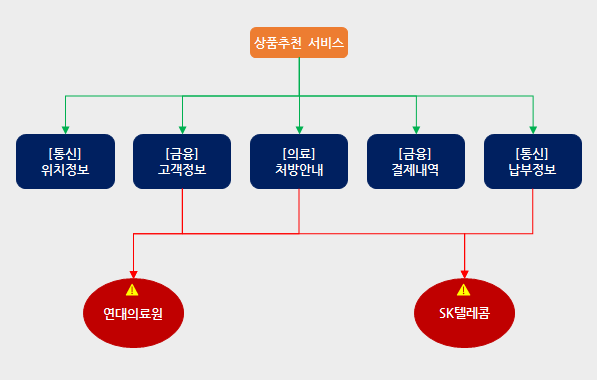 상품추천 서비스
[통신]
위치정보
[금융]
고객정보
[의료]
처방안내
[금융]
결제내역
[통신]
납부정보
연대의료원
SK텔레콤